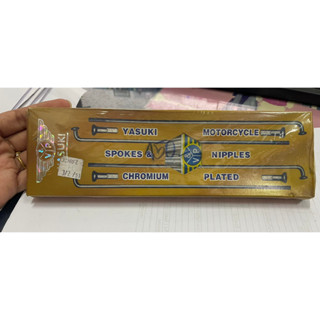 YASUKI MOTORCYCLE
SPOKES & NIPPLES
CHROMIUM PLATED